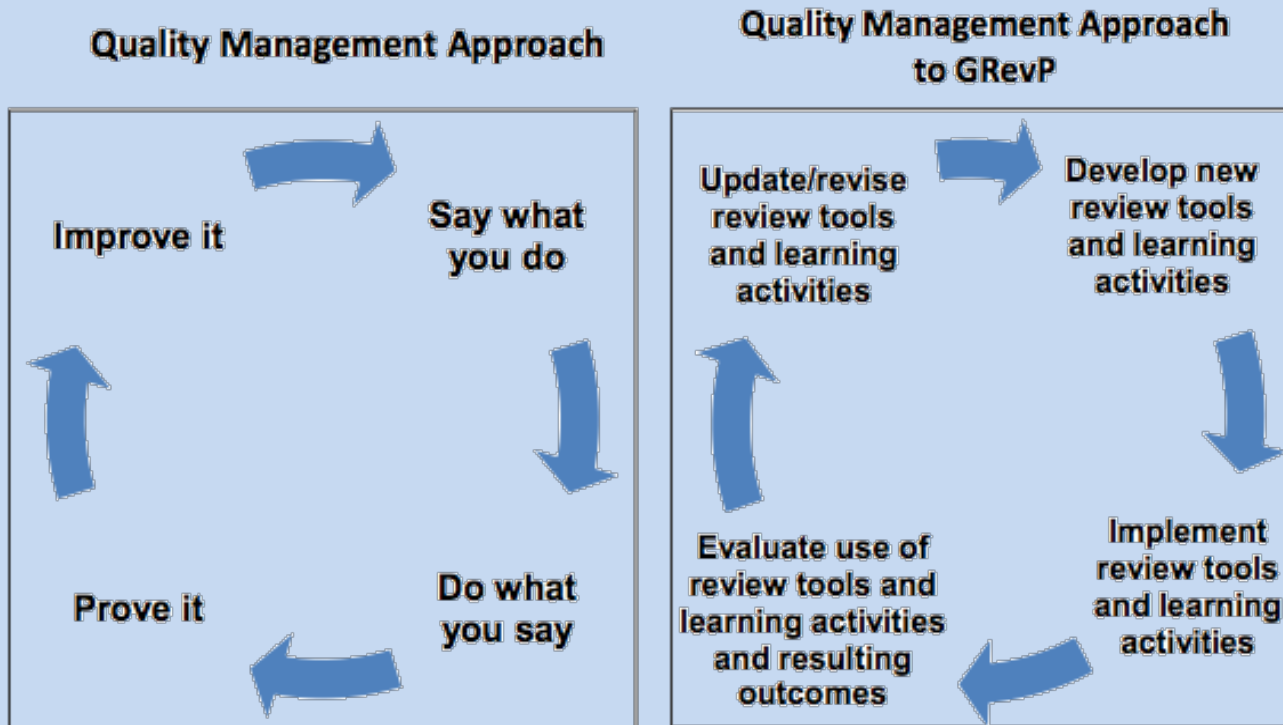 Quality Management Approach
Improve it
Say what
you do
Do what
you say
Prove it
Quality Management Approach
to GRevP
Update/revise
review tools
and learning
activities
Develop new
review tools
and learning
activities
Implement
review tools
and learning
activities
Evaluate use of
review tools and
learning activities
and resulting
outcomes